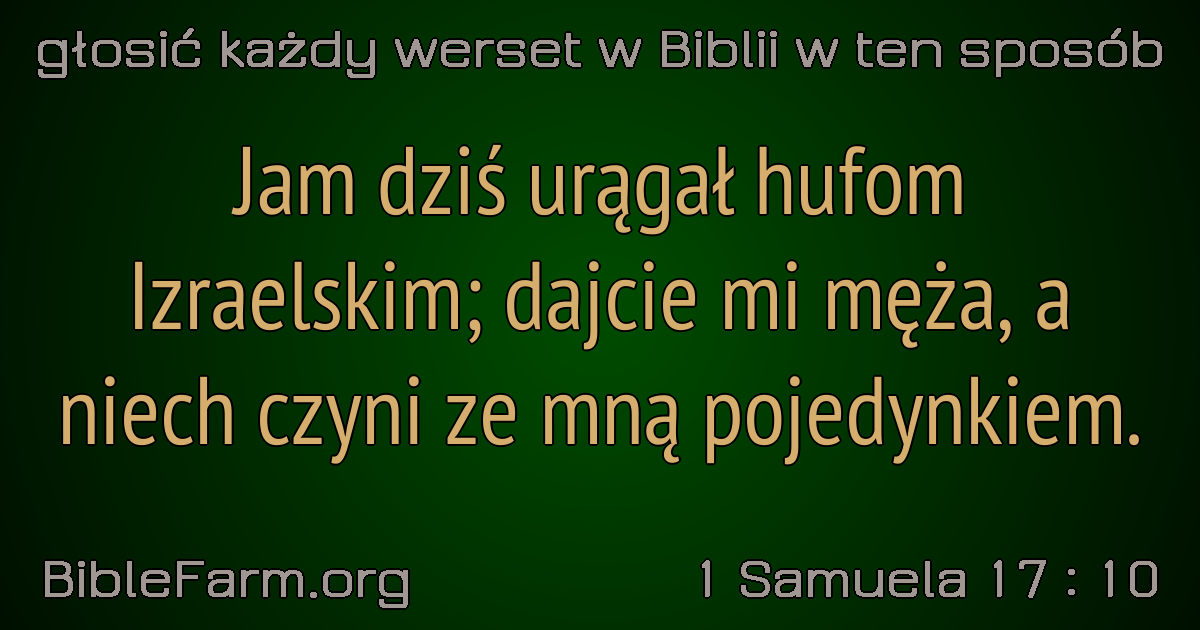 głosić każdy werset w Biblii w ten sposób
Jam dziś urągał hufom
Izraelskim; dajcie mi męża, a
niech czyni ze mną pojedynkiem.
BibleFarm.org
1 Samuela 17 : 10